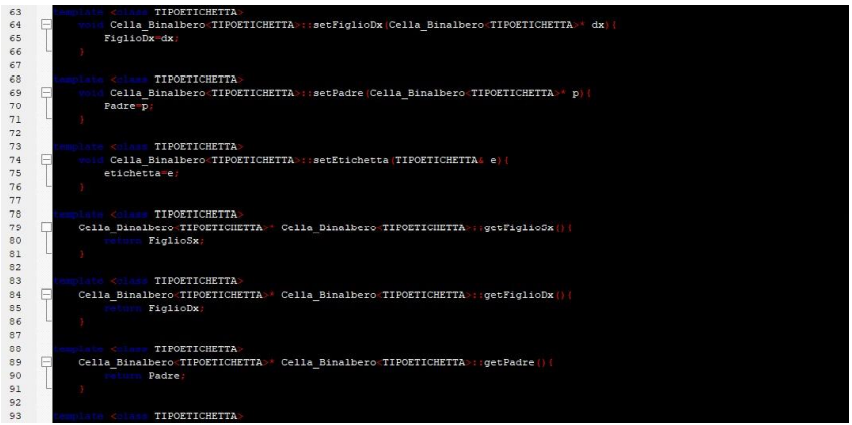 63 template <class TIPOETICHETTA>
64 void Cella_Binalbero<TIPOETICHETTA>::setFiglioDx(Cella_Binalbero<TIPOETICHETTA>* dx){
65 FiglioDx=dx;
66 }
67
68 template <class TIPOETICHETTA>
69 void Cella_Binalbero<TIPOETICHETTA>::setPadre(Cella_Binalbero<TIPOETICHETTA>* p){
70 Padre=p;
71 }
72
73 template <class TIPOETICHETTA>
74 void Cella_Binalbero<TIPOETICHETTA>::setEtichetta(TIPOETICHETTA& e){
75 etichetta=e;
76 }
77
78 template <class TIPOETICHETTA>
79 Cella_Binalbero<TIPOETICHETTA>* Cella_Binalbero<TIPOETICHETTA>::getFiglioSx(){
80 return FiglioSx;
81 }
82
83 template <class TIPOETICHETTA>
84 Cella_Binalbero<TIPOETICHETTA>* Cella_Binalbero<TIPOETICHETTA>::getFiglioDx(){
85 return FiglioDx;
86 }
87
88 template <class TIPOETICHETTA>
89 Cella_Binalbero<TIPOETICHETTA>* Cella_Binalbero<TIPOETICHETTA>::getPadre(){
90 return Padre;
91 }
92
93 template <class TIPOETICHETTA>